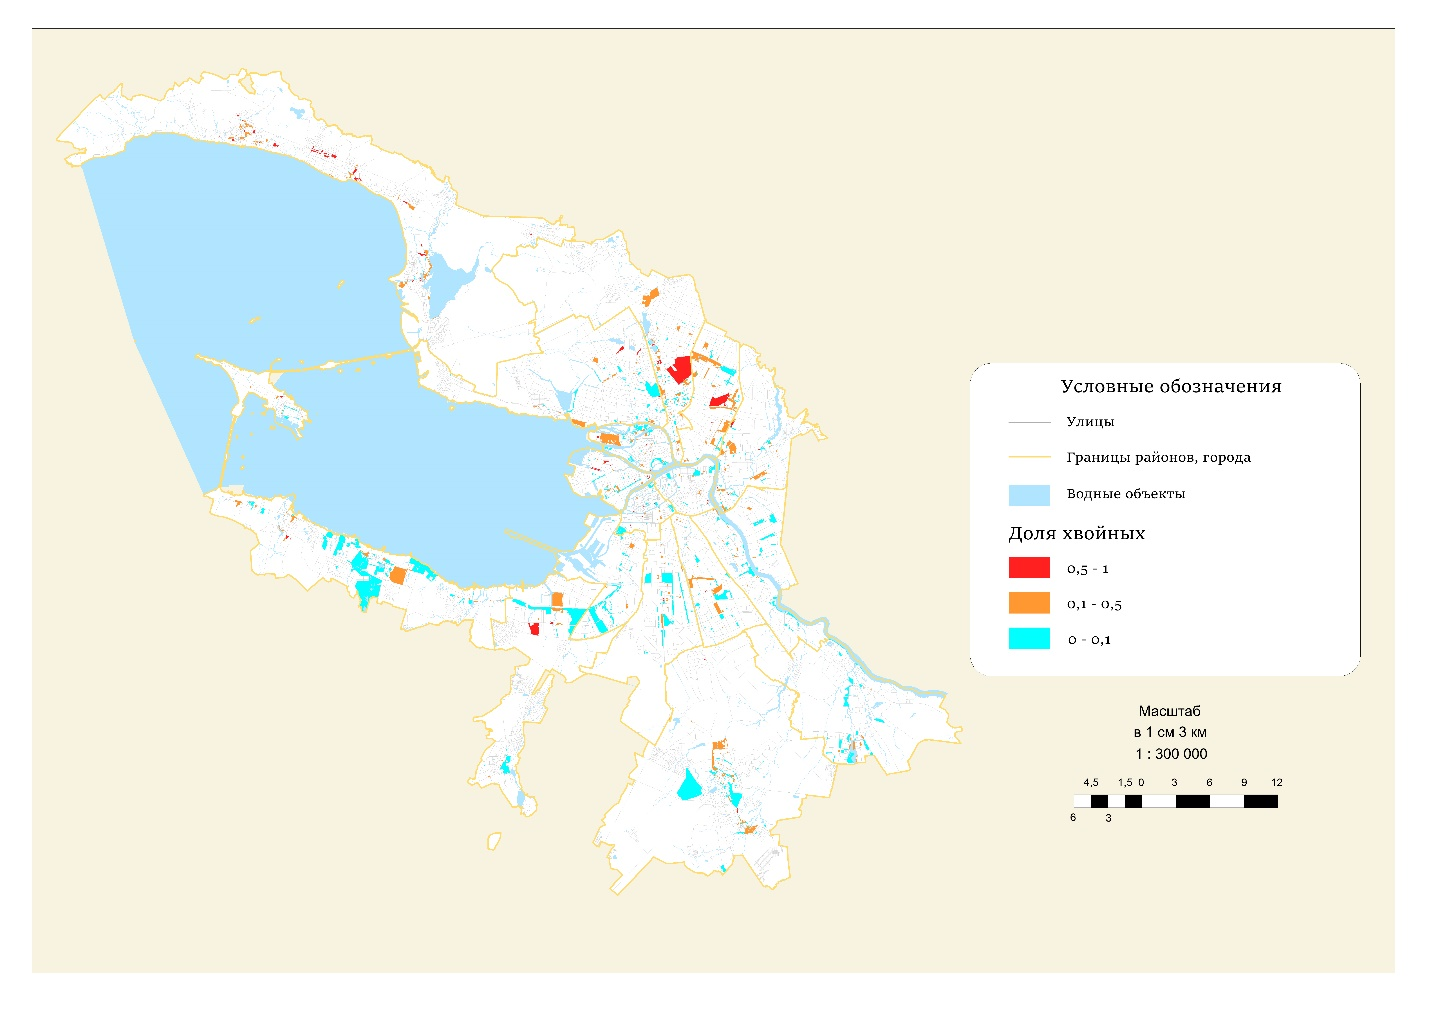 Условные обозначения
Улицы
Границы районов, города
Водные объекты
Доля хвойных
0,5 - 1
0,1 - 0,5
0 - 0,1
Масштаб
в 1 см 3 км
1 : 300 000
4,5 1,5 0 3 6 9 12
6 3